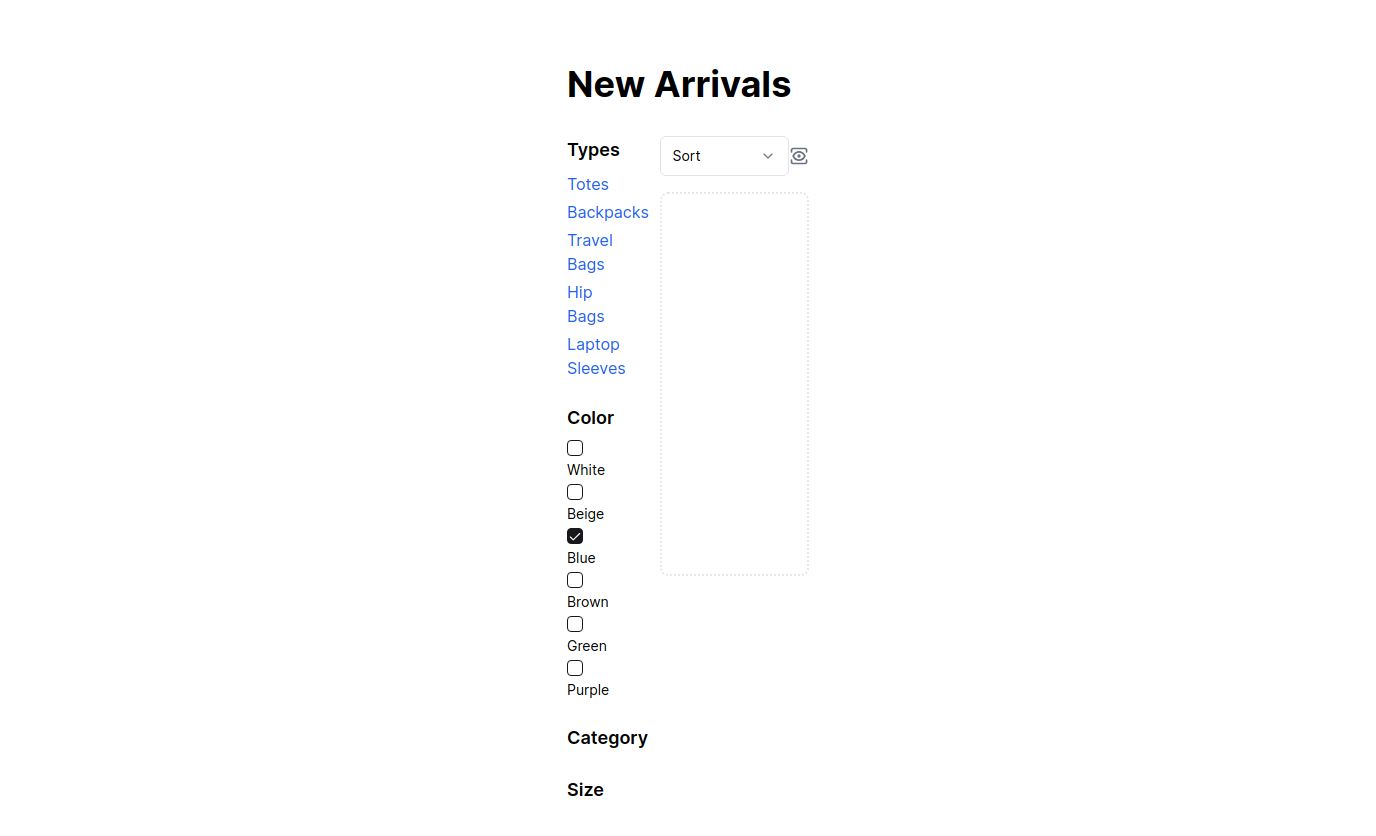 New Arrivals
Types
Totes
Backpacks
Travel
Bags
Hip
Bags
Laptop
Sleeves
Color
White
Beige
Blue
Brown
Green
Purple
Category
Size
Sort